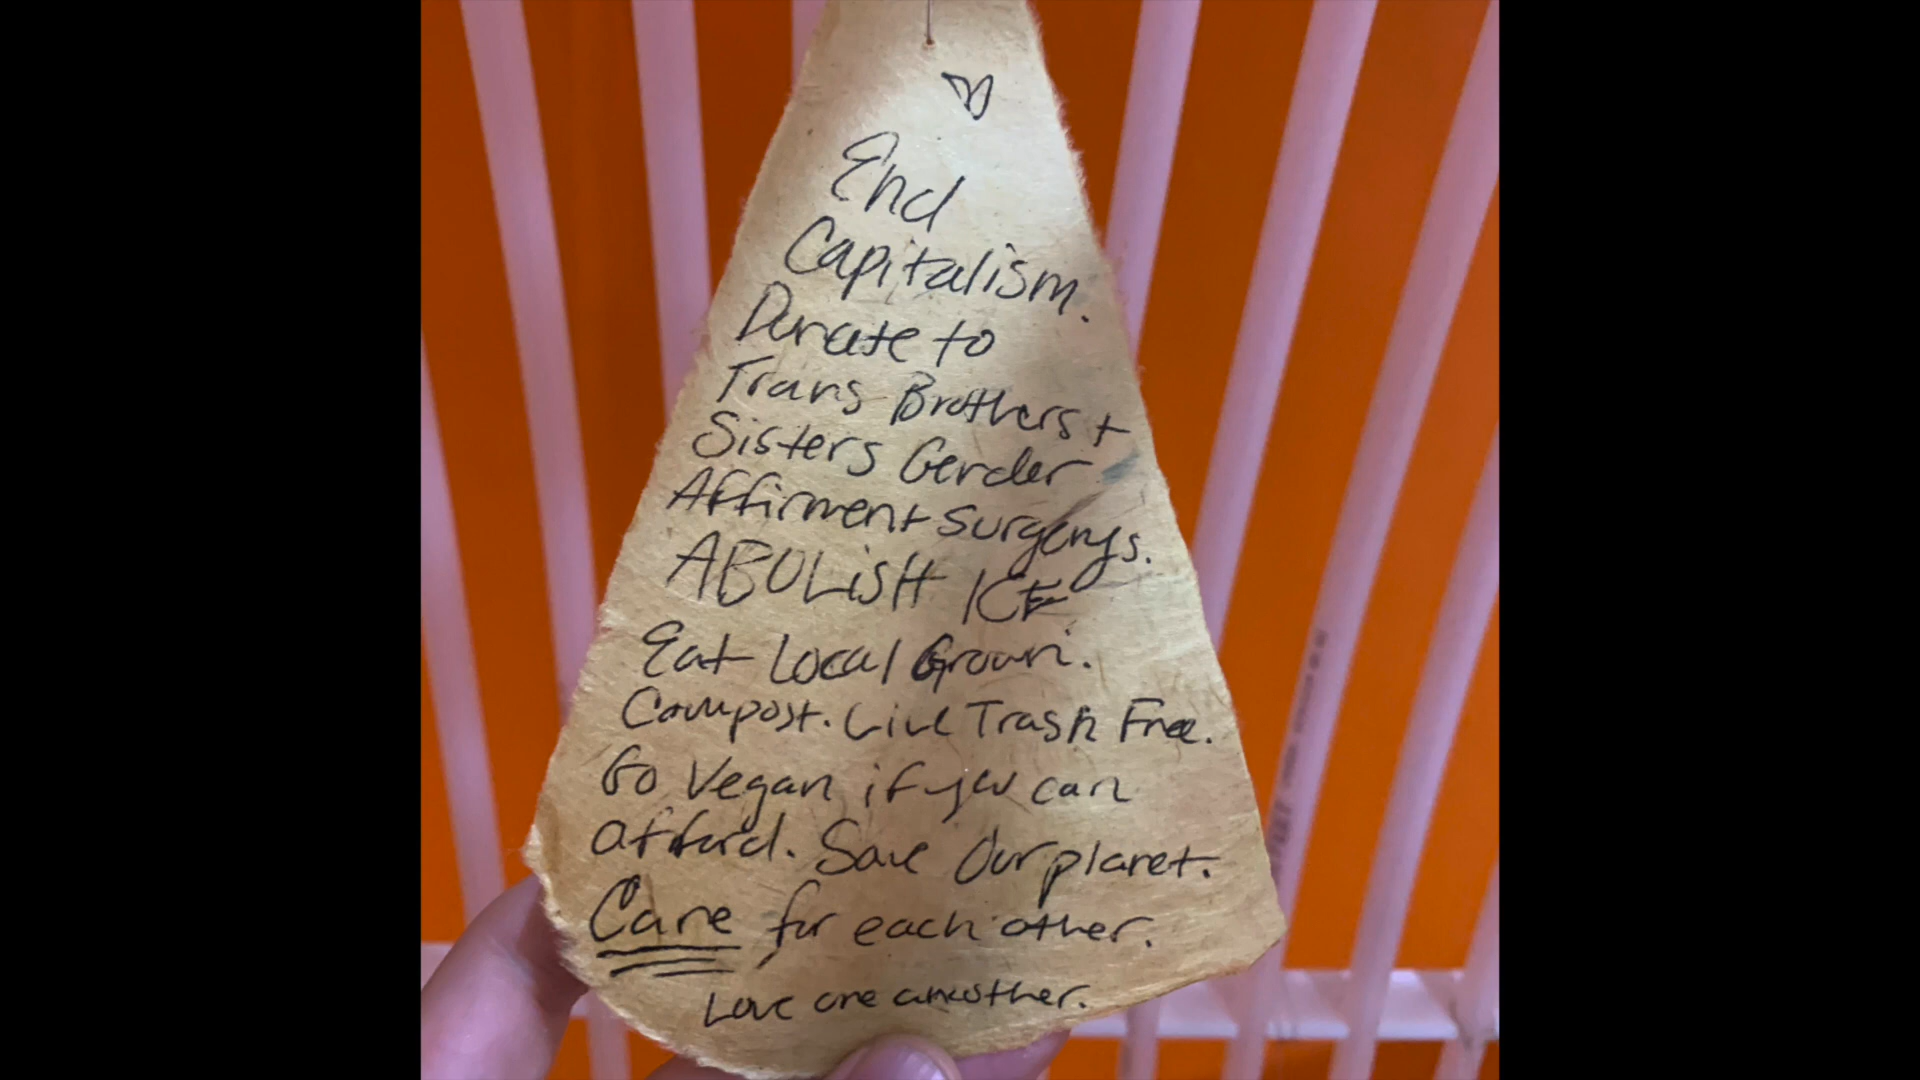 End
Capitalism.
Donate to
Trans Brothers +
Sisters Gender
Affirment Surgerys.
ABOLiSH ICE
Eat Local Grown.
Compost. Live Trash Free.
Go Vegan if you can
afford. Save Our planet.
Care for each other.
Love one anouther.